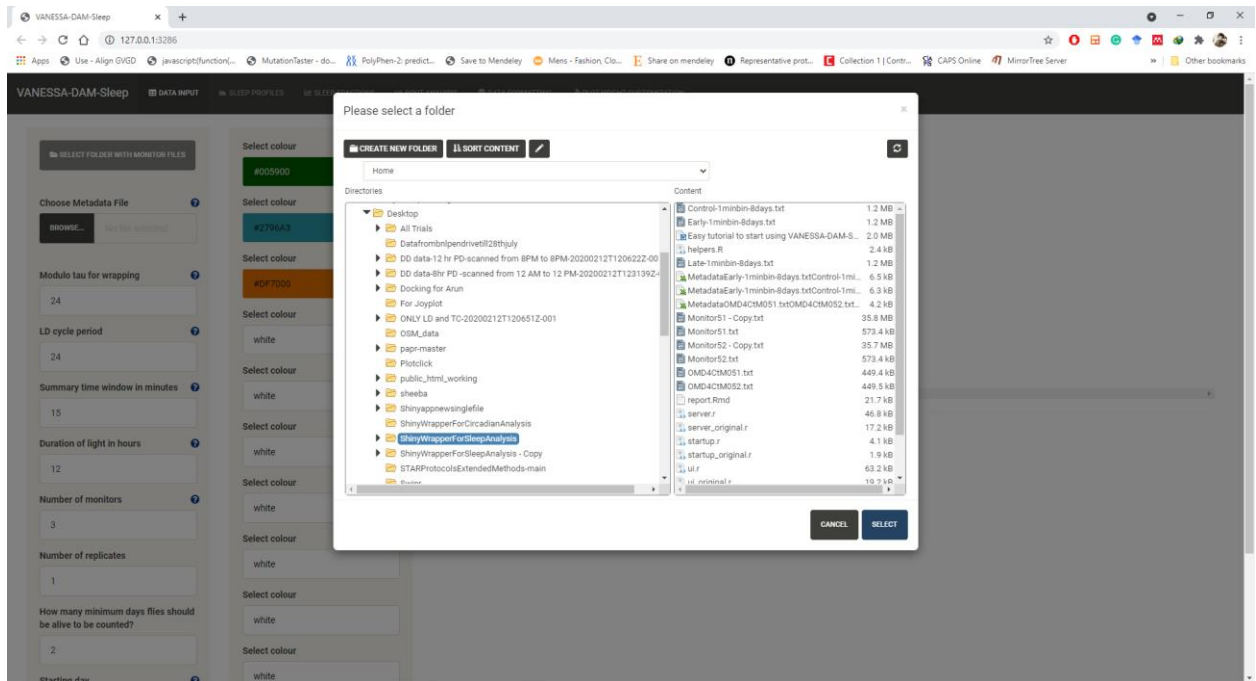 VANESSA-DAM-Sleep
127.0.0.1:3286
Apps
Use - Align GVGD
javascript(function(...
MutationTaster - do...
PolyPhen-2: predict...
Save to Mendeley
Mens - Fashion, Clo...
Share on mendeley
Representative prot...
Collection 1 | Contr...
CAPS Online
MirrorTree Server
»
Other bookmarks
VANESSA-DAM-Sleep
DATA INPUT
SLEEP PROFILES
SELECT FOLDER WITH MONITOR FILES
Choose Metadata File
BROWSE...
Modulo tau for wrapping
24
LD cycle period
24
Summary time window in minutes
15
Duration of light in hours
12
Number of monitors
3
Number of replicates
1
How many minimum days flies should
be alive to be counted?
2
Starting day
Select colour
#005900
Select colour
#2796A3
Select colour
#DF7000
Select colour
white
Select colour
white
Select colour
white
Select colour
white
Select colour
white
Select colour
white
Select colour
white
Please select a folder
CREATE NEW FOLDER
SORT CONTENT
Home
Directories
Desktop
All Trials
Datafrombnlpendrivetill28thjuly
DD data-12 hr PD-scanned from 8PM to 8PM-20200212T120622Z-00
DD data-8hr PD -scanned from 12 AM to 12 PM-20200212T123139Z-
Docking for Arun
For Joyplot
ONLY LD and TC-20200212T120651Z-001
OSM_data
papr-master
Plotclick
public_html_working
sheeba
Shinyappnewsinglefile
ShinyWrapperForCircadianAnalysis
ShinyWrapperForSleepAnalysis
ShinyWrapperForSleepAnalysis - Copy
STARProtocolsExtendedMethods-main
Content
Control-1minbin-8days.txt 1.2 MB
Early-1minbin-8days.txt 1.2 MB
Easy tutorial to start using VANESSA-DAM-S... 2.0 MB
helpers.R 2.4 kB
Late-1minbin-8days.txt 1.2 MB
MetadataEarly-1minbin-8days.txtControl-1mi... 6.5 kB
MetadataEarly-1minbin-8days.txtControl-1mi... 6.3 kB
MetadataOMD4CtM051.txtOMD4CtM052.txt... 4.2 kB
Monitor51 - Copy.txt 35.8 MB
Monitor51.txt 573.4 kB
Monitor52 - Copy.txt 35.7 MB
Monitor52.txt 573.4 kB
OMD4CtM051.txt 449.4 kB
OMD4CtM052.txt 449.5 kB
report.Rmd 21.7 kB
server.r 46.8 kB
server_original.r 17.2 kB
startup.r 4.1 kB
startup_original.r 1.9 kB
ui.r 63.2 kB
ui_original.r 19.2 kB
CANCEL
SELECT